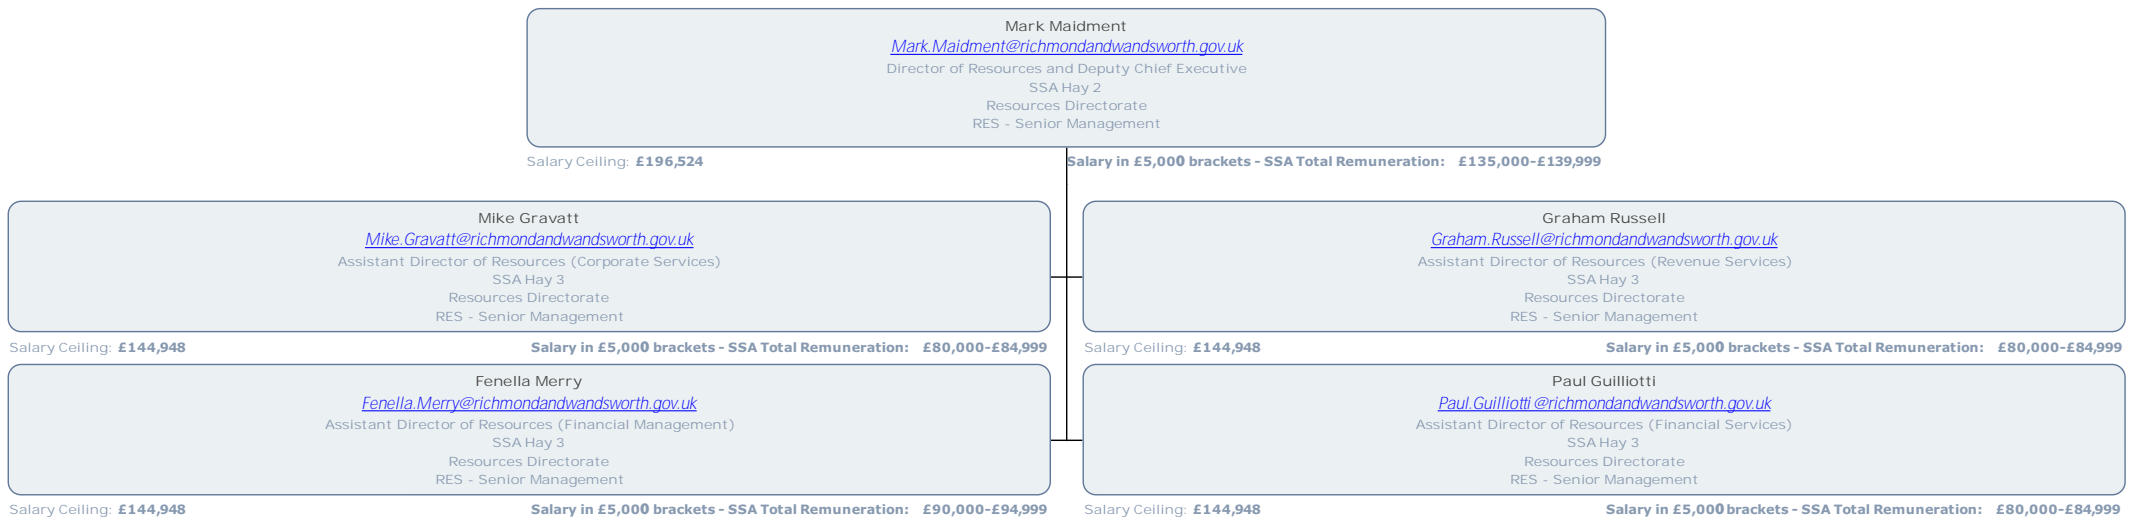 Mark Maidment
Mark.Maidment@richmondandwandsworth.gov.uk
Director of Resources and Deputy Chief Executive
SSA Hay 2
Resources Directorate
RES - Senior Management
Salary Ceiling: £196,524 Salary in £5,000 brackets - SSA Total Remuneration: £135,000-£139,999
Mike Gravatt
Mike.Gravatt@richmondandwandsworth.gov.uk
Assistant Director of Resources (Corporate Services)
SSA Hay 3
Resources Directorate
RES - Senior Management
Salary Ceiling: £144,948 Salary in £5,000 brackets - SSA Total Remuneration: £80,000-£84,999
Graham Russell
Graham.Russell@richmondandwandsworth.gov.uk
Assistant Director of Resources (Revenue Services)
SSA Hay 3
Resources Directorate
RES - Senior Management
Salary Ceiling: £144,948 Salary in £5,000 brackets - SSA Total Remuneration: £80,000-£84,999
Fenella Merry
Fenella.Merry@richmondandwandsworth.gov.uk
Assistant Director of Resources (Financial Management)
SSA Hay 3
Resources Directorate
RES - Senior Management
Salary Ceiling: £144,948 Salary in £5,000 brackets - SSA Total Remuneration: £90,000-£94,999
Paul Guilliotti
Paul.Guilliotti@richmondandwandsworth.gov.uk
Assistant Director of Resources (Financial Services)
SSA Hay 3
Resources Directorate
RES - Senior Management
Salary Ceiling: £144,948 Salary in £5,000 brackets - SSA Total Remuneration: £80,000-£84,999